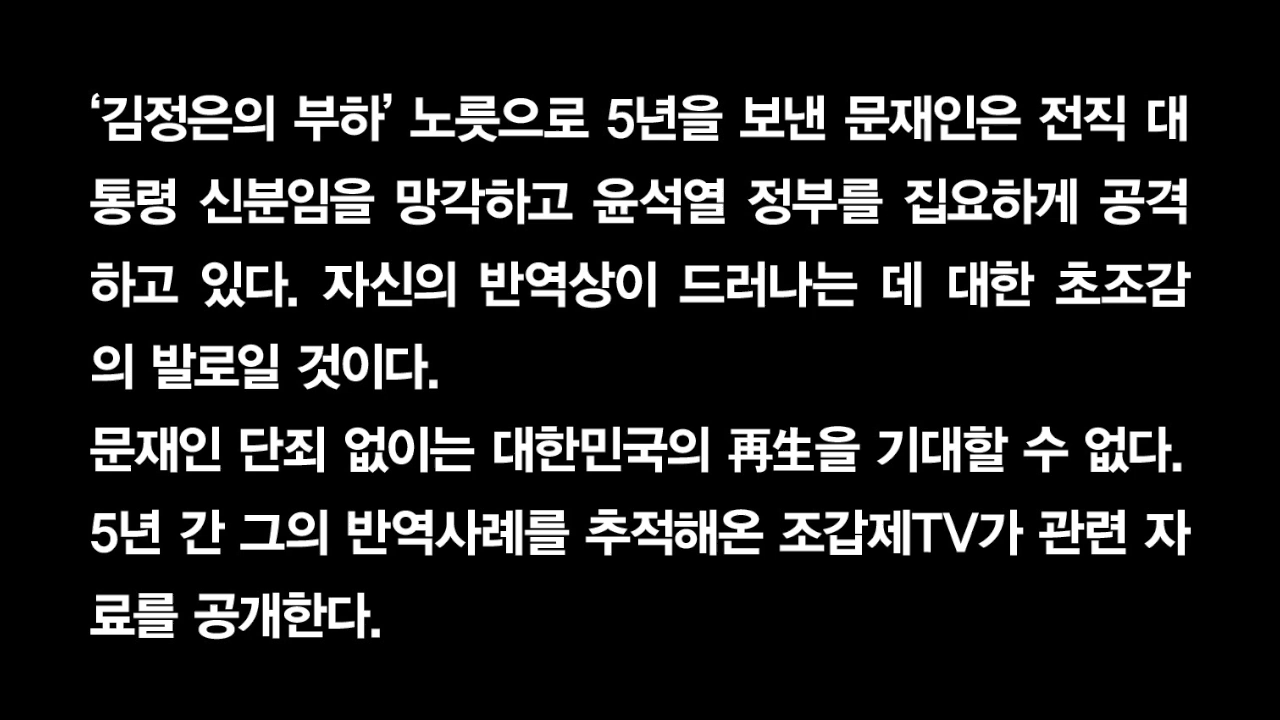 ‘김정은의 부하’ 노릇으로 5년을 보낸 문재인은 전직 대
통령 신분임을 망각하고 윤석열 정부를 집요하게 공격
하고 있다. 자신의 반역상이 드러나는 데 대한 초조감
의 발로일 것이다.
문재인 단죄 없이는 대한민국의 再生을 기대할 수 없다.
5년 간 그의 반역사례를 추적해온 조갑제TV가 관련 자
료를 공개한다.